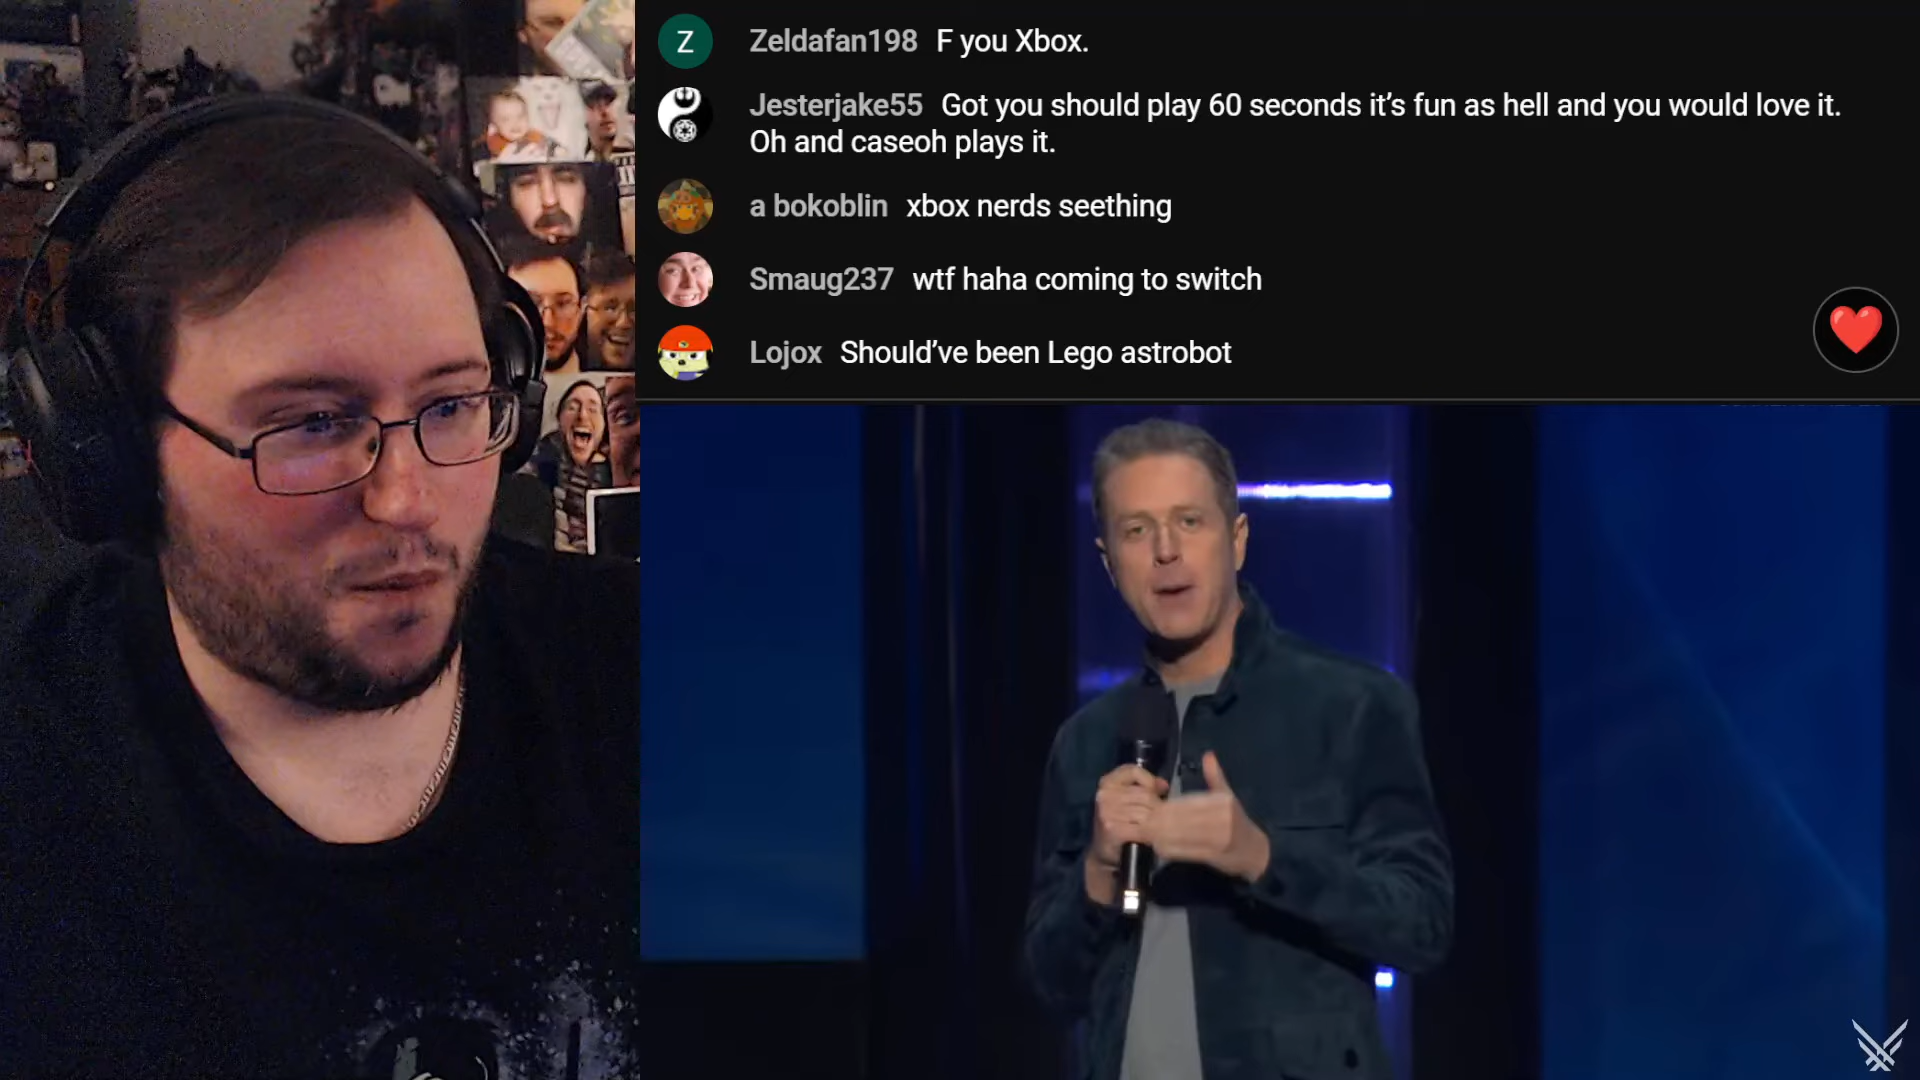 Z
Zeldafan198 F you Xbox.
Jesterjake55 Got you should play 60 seconds it’s fun as hell and you would love it.
Oh and caseoh plays it.
a bokoblin xbox nerds seething
Smaug237 wtf haha coming to switch
Lojox Should’ve been Lego astrobot